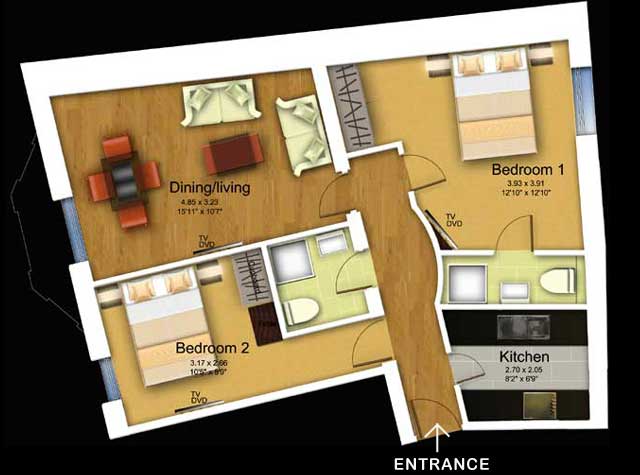 Dining/living
4.85 x 3.23
15'11" x 10'7"
TV
DVD
Bedroom 1
3.93 x 3.91
12'10" x 12'10"
TV
DVD
Bedroom 2
3.17 x 2.66
10'5" x 8'9"
TV
DVD
Kitchen
2.70 x 2.05
8'2" x 6'9"
ENTRANCE